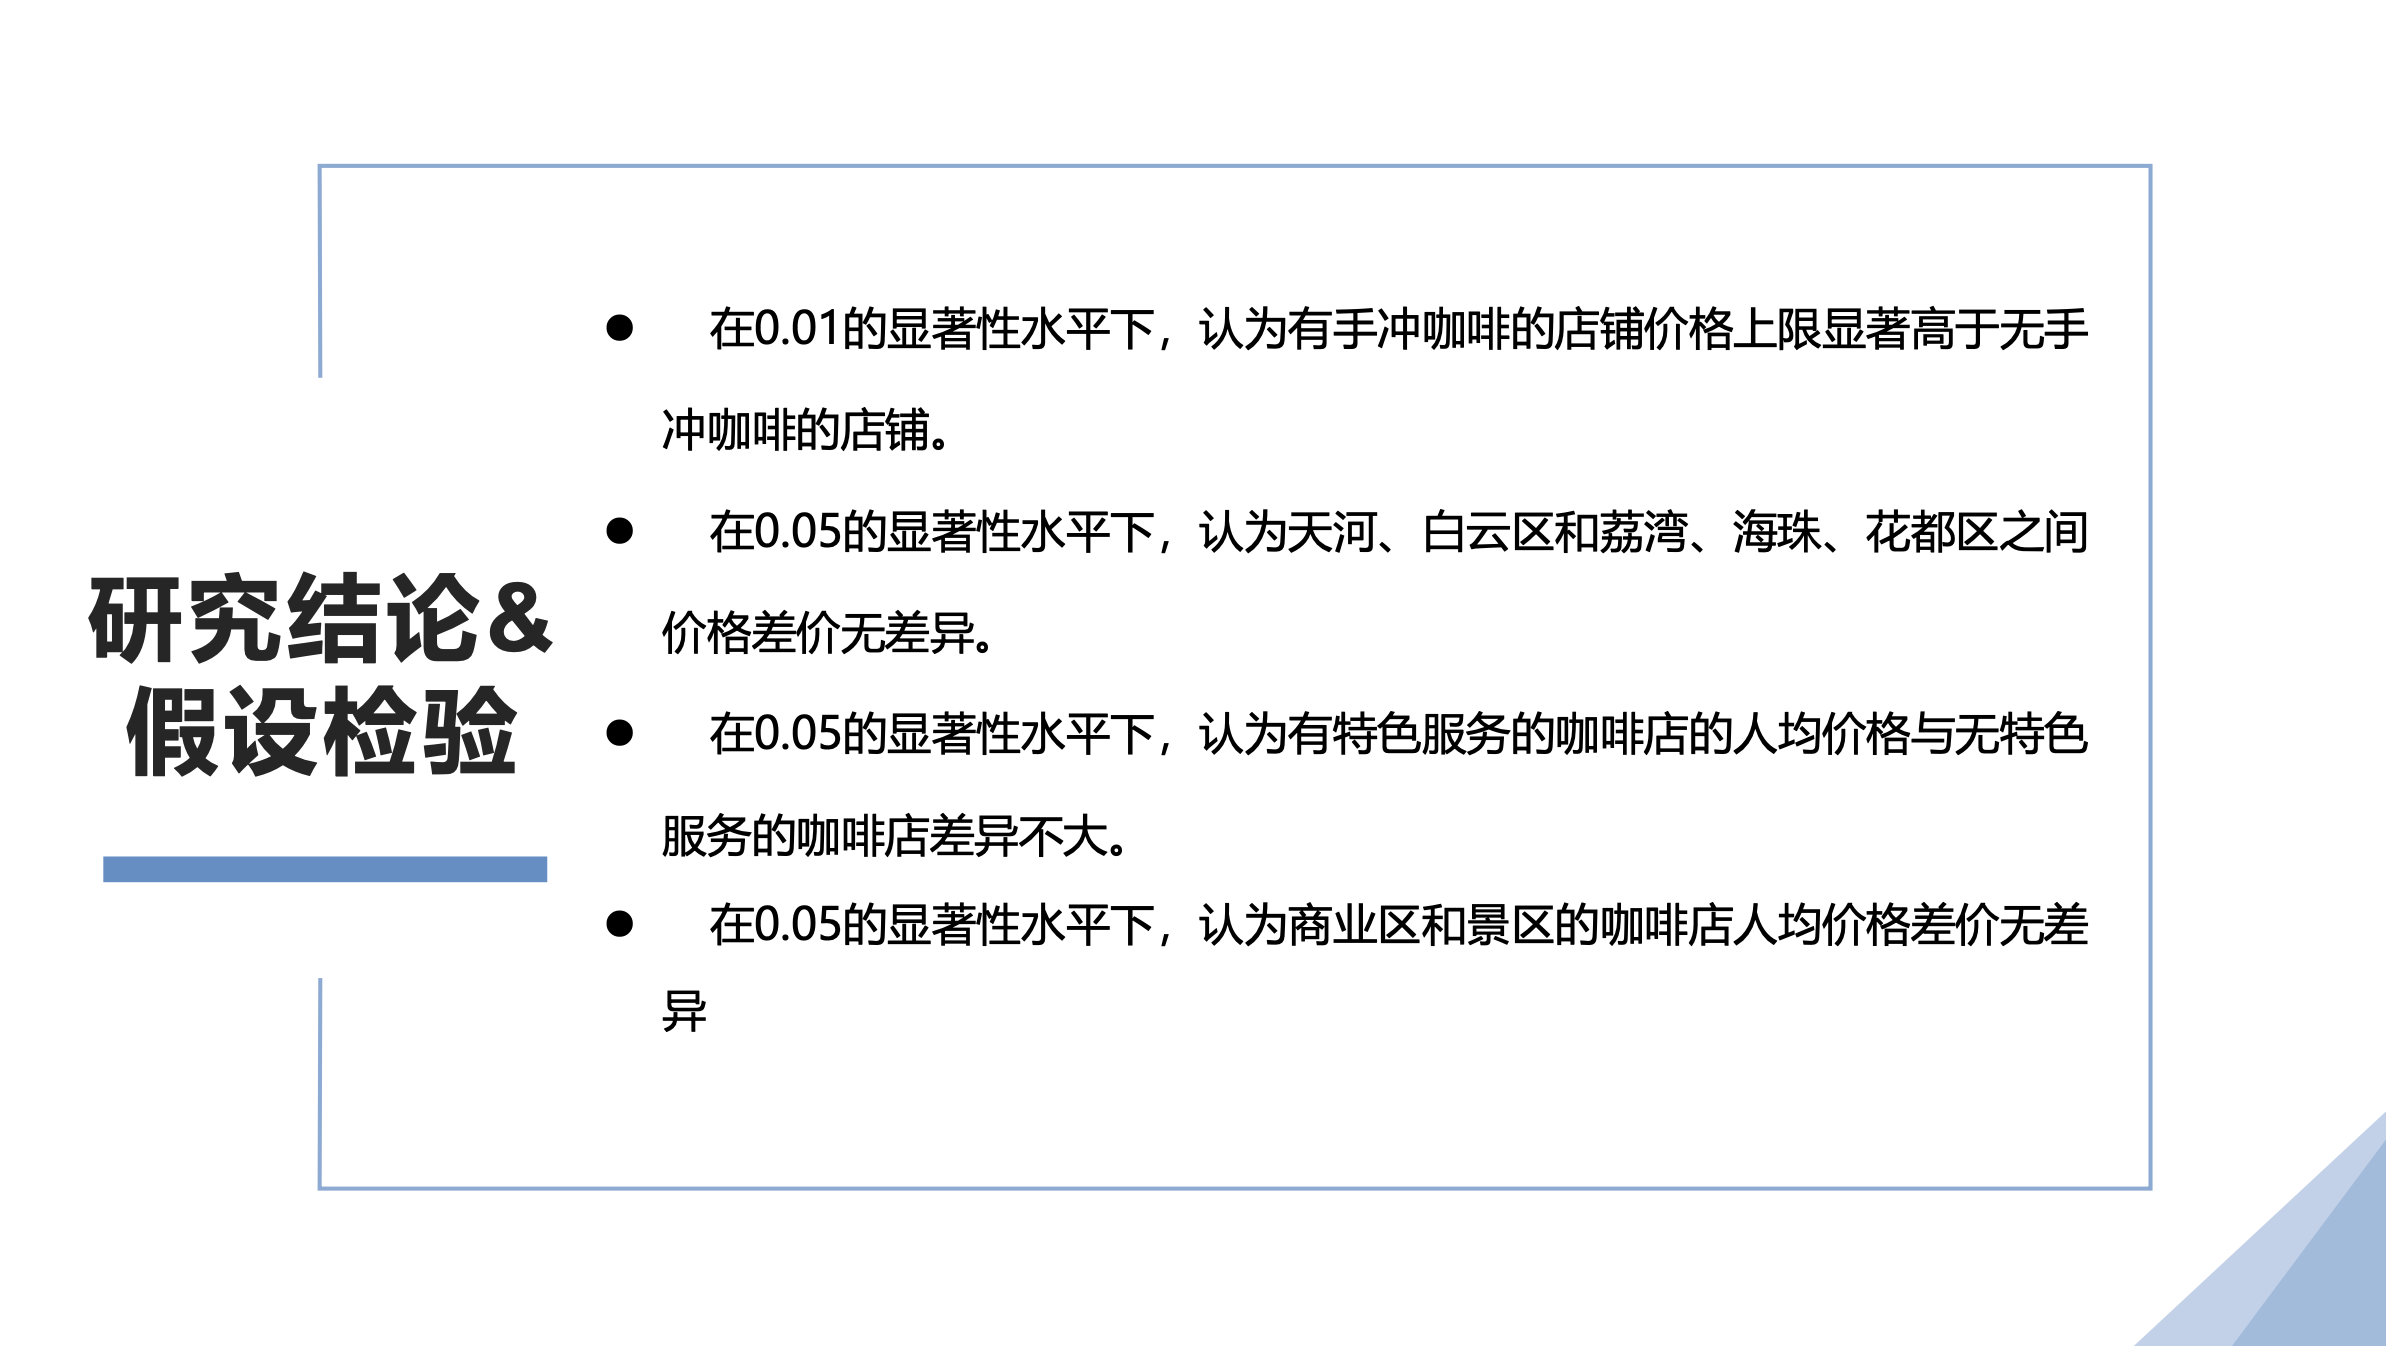 研究结论&
假设检验
● 在0.01的显著性水平下，认为有手冲咖啡的店铺价格上限显著高于无手
冲咖啡的店铺。
● 在0.05的显著性水平下，认为天河、白云区和荔湾、海珠、花都区之间
价格差价无差异。
● 在0.05的显著性水平下，认为有特色服务的咖啡店的人均价格与无特色
服务的咖啡店差异不大。
● 在0.05的显著性水平下，认为商业区和景区的咖啡店人均价格差价无差
异